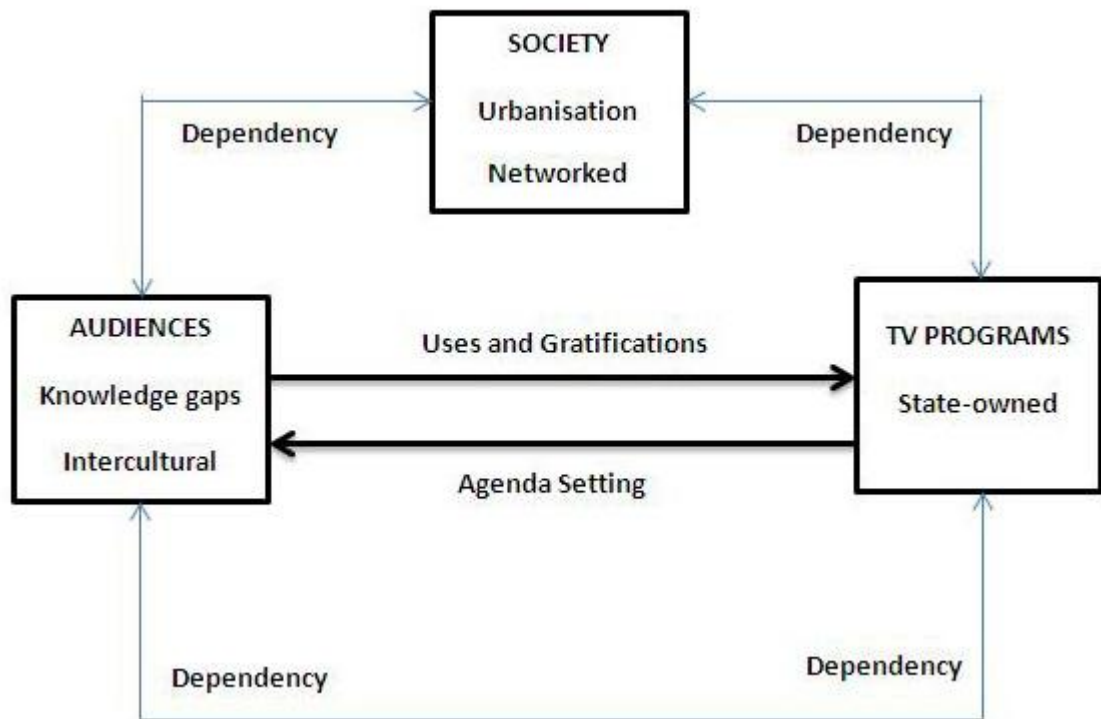 SOCIETY
Urbanisation
Networked
Dependency
Dependency
AUDIENCES
Knowledge gaps
Intercultural
Uses and Gratifications
Agenda Setting
TV PROGRAMS
State-owned
Dependency
Dependency